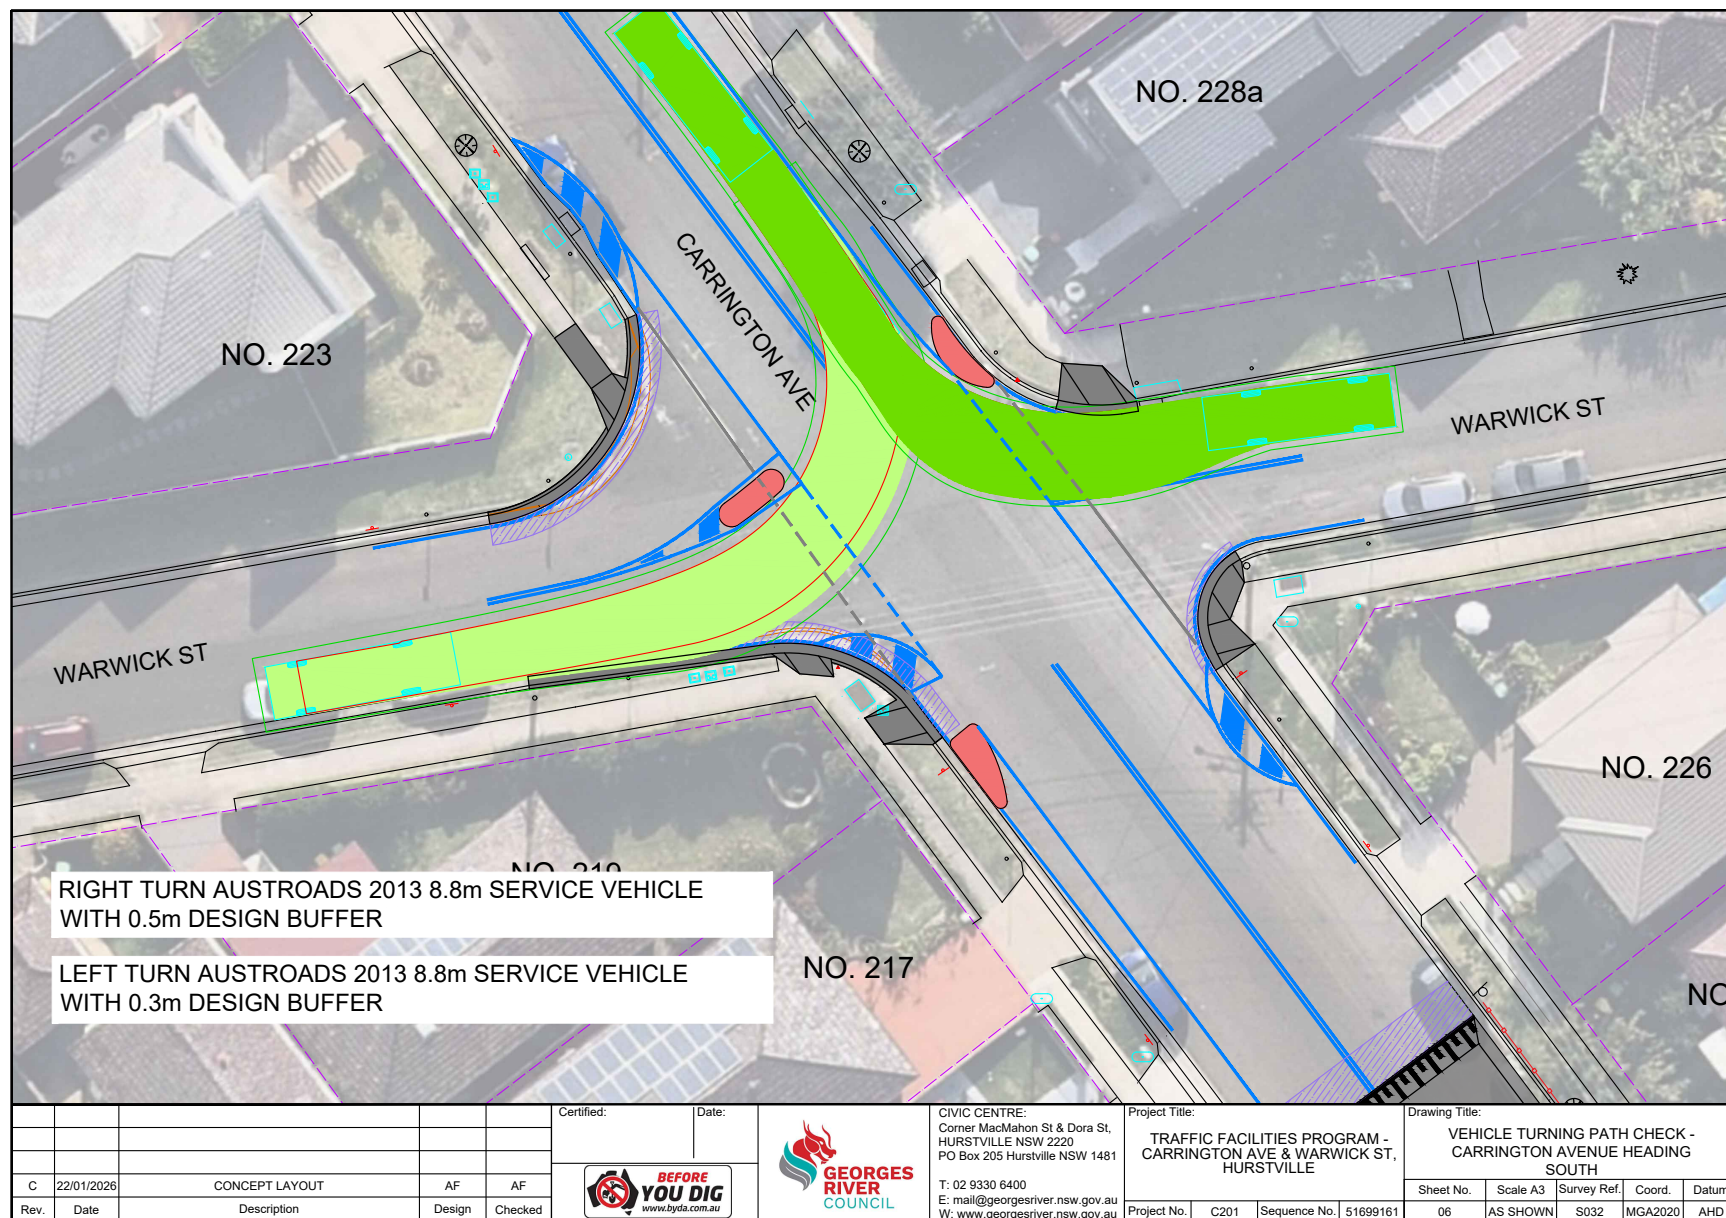 NO. 228a
CARRINGTON AVE
NO. 223
WARWICK ST
WARWICK ST
NO. 226
NO. 219
NO. 217
NO
RIGHT TURN AUSTROADS 2013 8.8m SERVICE VEHICLE
WITH 0.5m DESIGN BUFFER
LEFT TURN AUSTROADS 2013 8.8m SERVICE VEHICLE
WITH 0.3m DESIGN BUFFER
C 22/01/2026 CONCEPT LAYOUT AF AF
Rev. Date Description Design Checked
Certified: Date:
BEFORE
YOU DIG
www.byda.com.au
GEORGES
RIVER
COUNCIL
CIVIC CENTRE:
Corner MacMahon St & Dora St,
HURSTVILLE NSW 2220
PO Box 205 Hurstville NSW 1481
T: 02 9330 6400
E: mail@georgesriver.nsw.gov.au
W: www.georgesriver.nsw.gov.au
Project Title:
TRAFFIC FACILITIES PROGRAM -
CARRINGTON AVE & WARWICK ST,
HURSTVILLE
Project No. C201 Sequence No. 51699161
Drawing Title:
VEHICLE TURNING PATH CHECK -
CARRINGTON AVENUE HEADING
SOUTH
Sheet No. Scale A3 Survey Ref. Coord. Datum
06 AS SHOWN S032 MGA2020 AHD